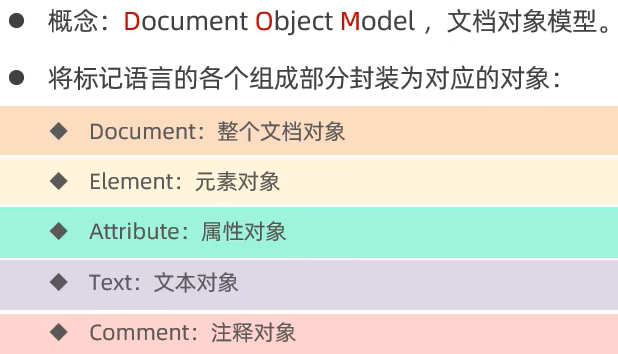 ● 概念：Document Object Model ，文档对象模型。
● 将标记语言的各个组成部分封装为对应的对象：
◆ Document：整个文档对象
◆ Element：元素对象
◆ Attribute：属性对象
◆ Text：文本对象
◆ Comment：注释对象